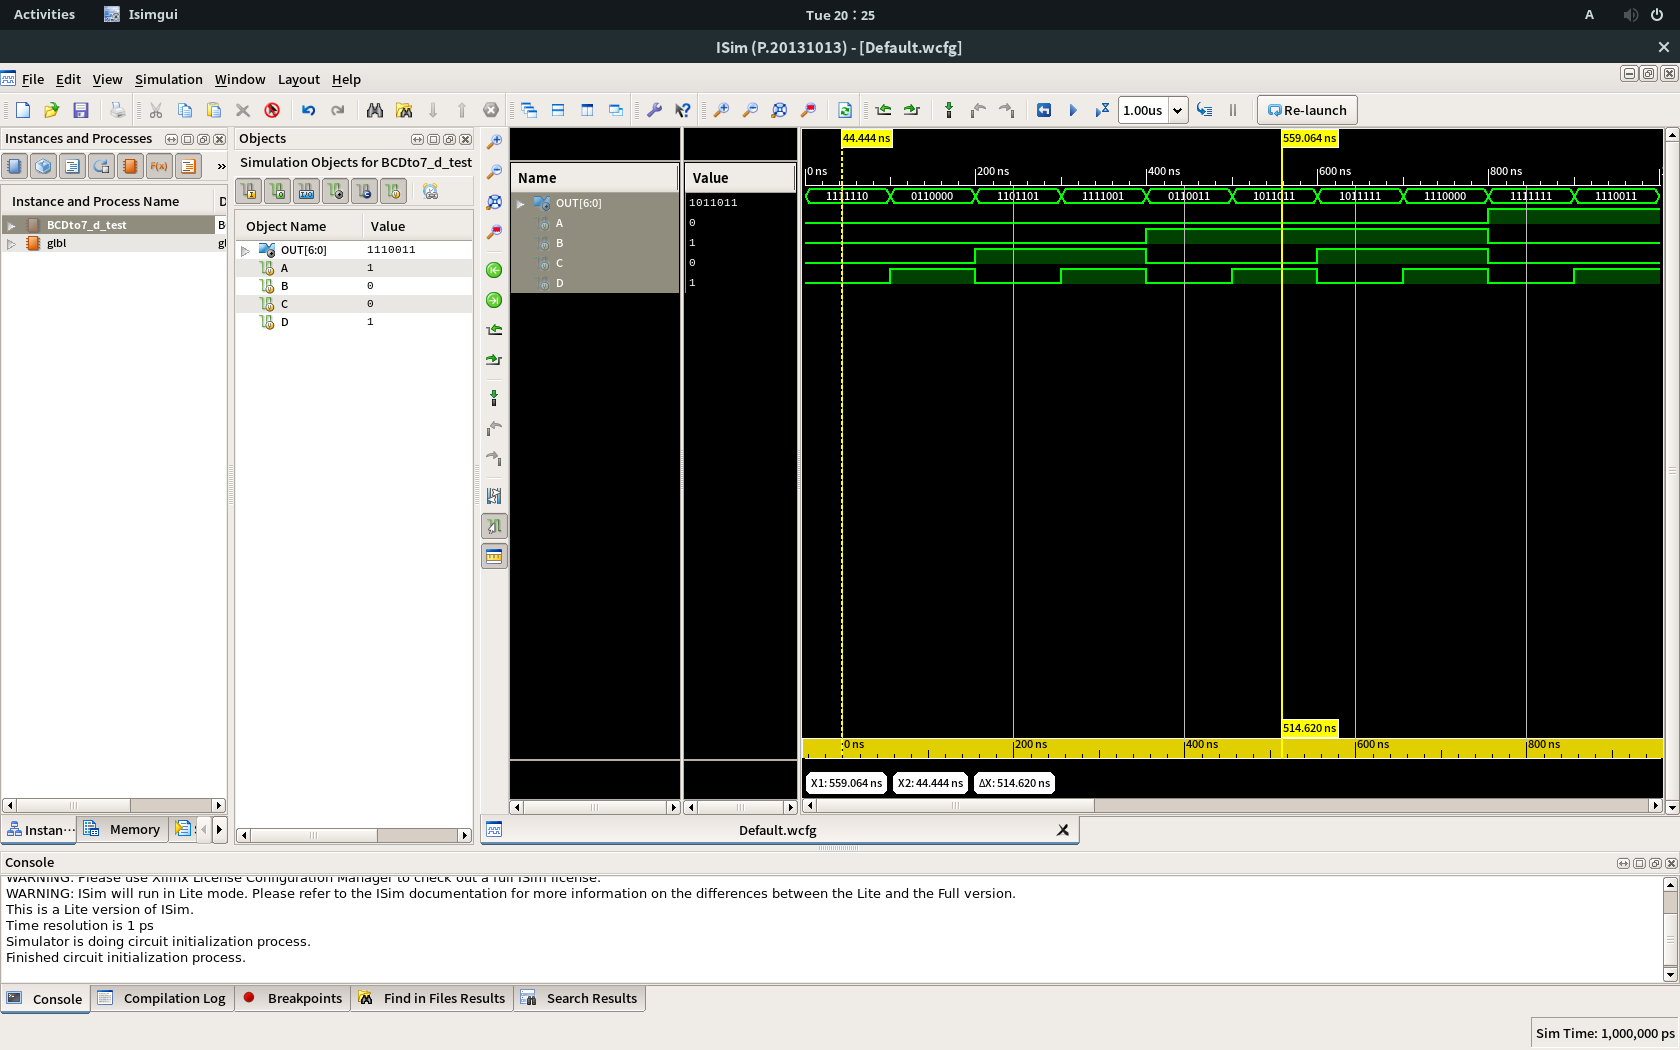 Activities Isimgui Tue 20:25 A
ISim (P.20131013) - [Default.wcfg]
File Edit View Simulation Window Layout Help
1.00us Re-launch
Instances and Processes
f(x) »
Instance and Process Name D
BCDto7_d_test B
glbl gl
Instan··· Memory S
Objects
Simulation Objects for BCDto7_d_test
Object Name Value
OUT[6:0] 1110011
A 1
B 0
C 0
D 1
Name Value
OUT[6:0] 1011011
A 0
B 1
C 0
D 1
44.444 ns 559.064 ns
0 ns 200 ns 400 ns 600 ns 800 ns
1111110 0110000 1101101 1111001 0110011 1011011 1011111 1110000 1111111 1110011
514.620 ns
0 ns 200 ns 400 ns 600 ns 800 ns
X1: 559.064 ns X2: 44.444 ns ΔX: 514.620 ns
Default.wcfg
Console
WARNING: Please use Xilinx License Configuration Manager to check out a full ISim license.
WARNING: ISim will run in Lite mode. Please refer to the ISim documentation for more information on the differences between the Lite and the Full version.
This is a Lite version of ISim.
Time resolution is 1 ps
Simulator is doing circuit initialization process.
Finished circuit initialization process.
Console Compilation Log Breakpoints Find in Files Results Search Results
Sim Time: 1,000,000 ps